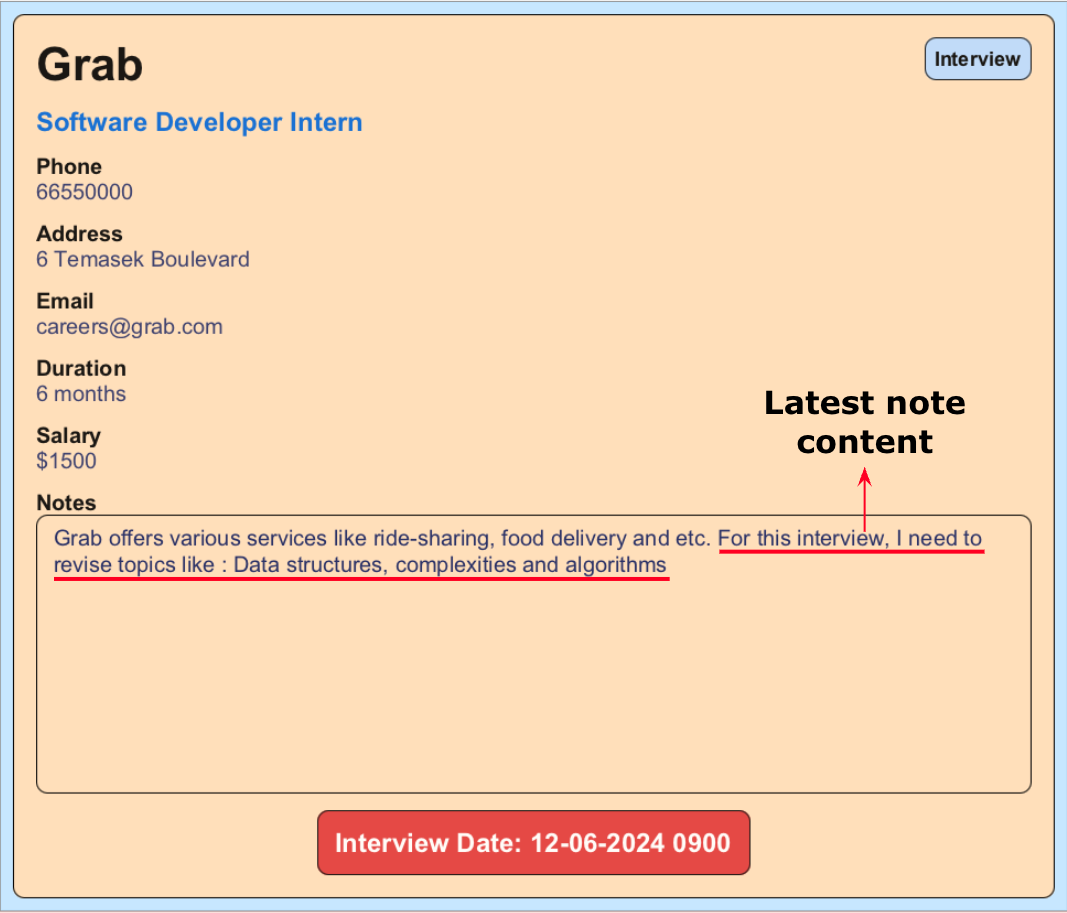 Grab
Interview
Software Developer Intern
Phone
66550000
Address
6 Temasek Boulevard
Email
careers@grab.com
Duration
6 months
Latest note
content
Salary
$1500
Notes
Grab offers various services like ride-sharing, food delivery and etc. For this interview, I need to
revise topics like : Data structures, complexities and algorithms
Interview Date: 12-06-2024 0900